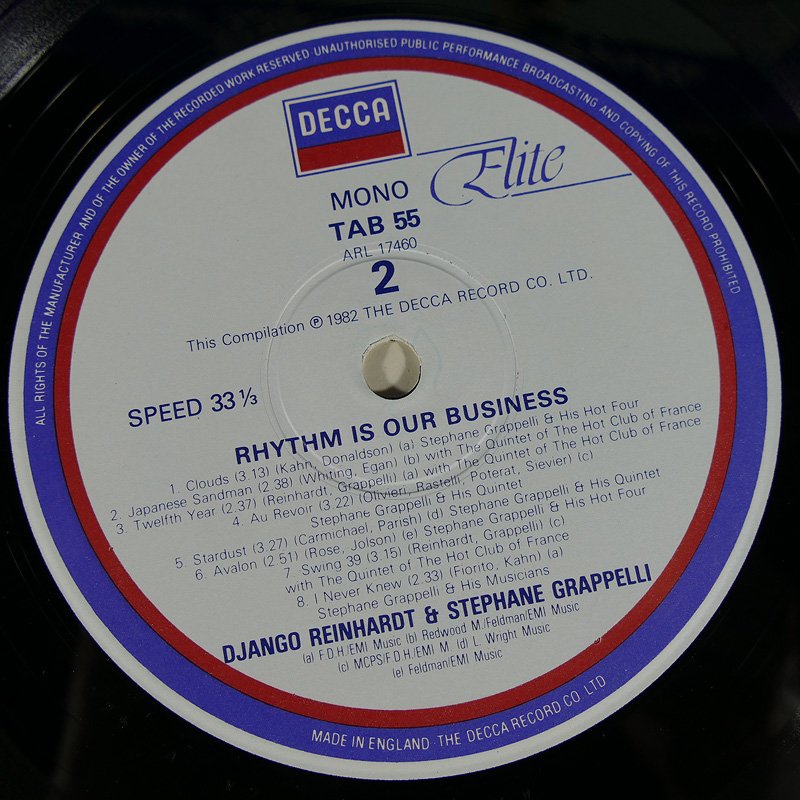 ALL RIGHTS OF THE MANUFACTURER AND OF THE OWNER OF THE RECORDED WORK RESERVED · UNAUTHORISED PUBLIC PERFORMANCE BROADCASTING AND COPYING OF THIS RECORD PROHIBITED
DECCA
Elite
MONO
TAB 55
ARL 17460
2
This Compilation ℗ 1982 THE DECCA RECORD CO. LTD.
SPEED 33 ⅓
RHYTHM IS OUR BUSINESS
1. Clouds (3.13) (Kahn, Donaldson) (a) Stephane Grappelli & His Hot Four
2. Japanese Sandman (2.38) (Whiting, Egan) (b) with The Quintet of The Hot Club of France
3. Twelfth Year (2.37) (Reinhardt, Grappelli) (a) with The Quintet of The Hot Club of France
4. Au Revoir (3.22) (Olivieri, Rastelli, Poterat, Sievier) (c)
Stephane Grappelli & His Quintet
5. Stardust (3.27) (Carmichael, Parish) (d) Stephane Grappelli & His Quintet
6. Avalon (2.51) (Rose, Jolson) (e) Stephane Grappelli & His Hot Four
7. Swing 39 (3.15) (Reinhardt, Grappelli) (c)
with The Quintet of The Hot Club of France
8. I Never Knew (2.33) (Fiorito, Kahn) (a)
Stephane Grappelli & His Musicians
DJANGO REINHARDT & STEPHANE GRAPPELLI
(a) F.D.H./EMI Music (b) Redwood M./Feldman/EMI Music
(c) MCPS/F.D.H./EMI M. (d) L. Wright Music
(e) Feldman/EMI Music
MADE IN ENGLAND · THE DECCA RECORD CO. LTD